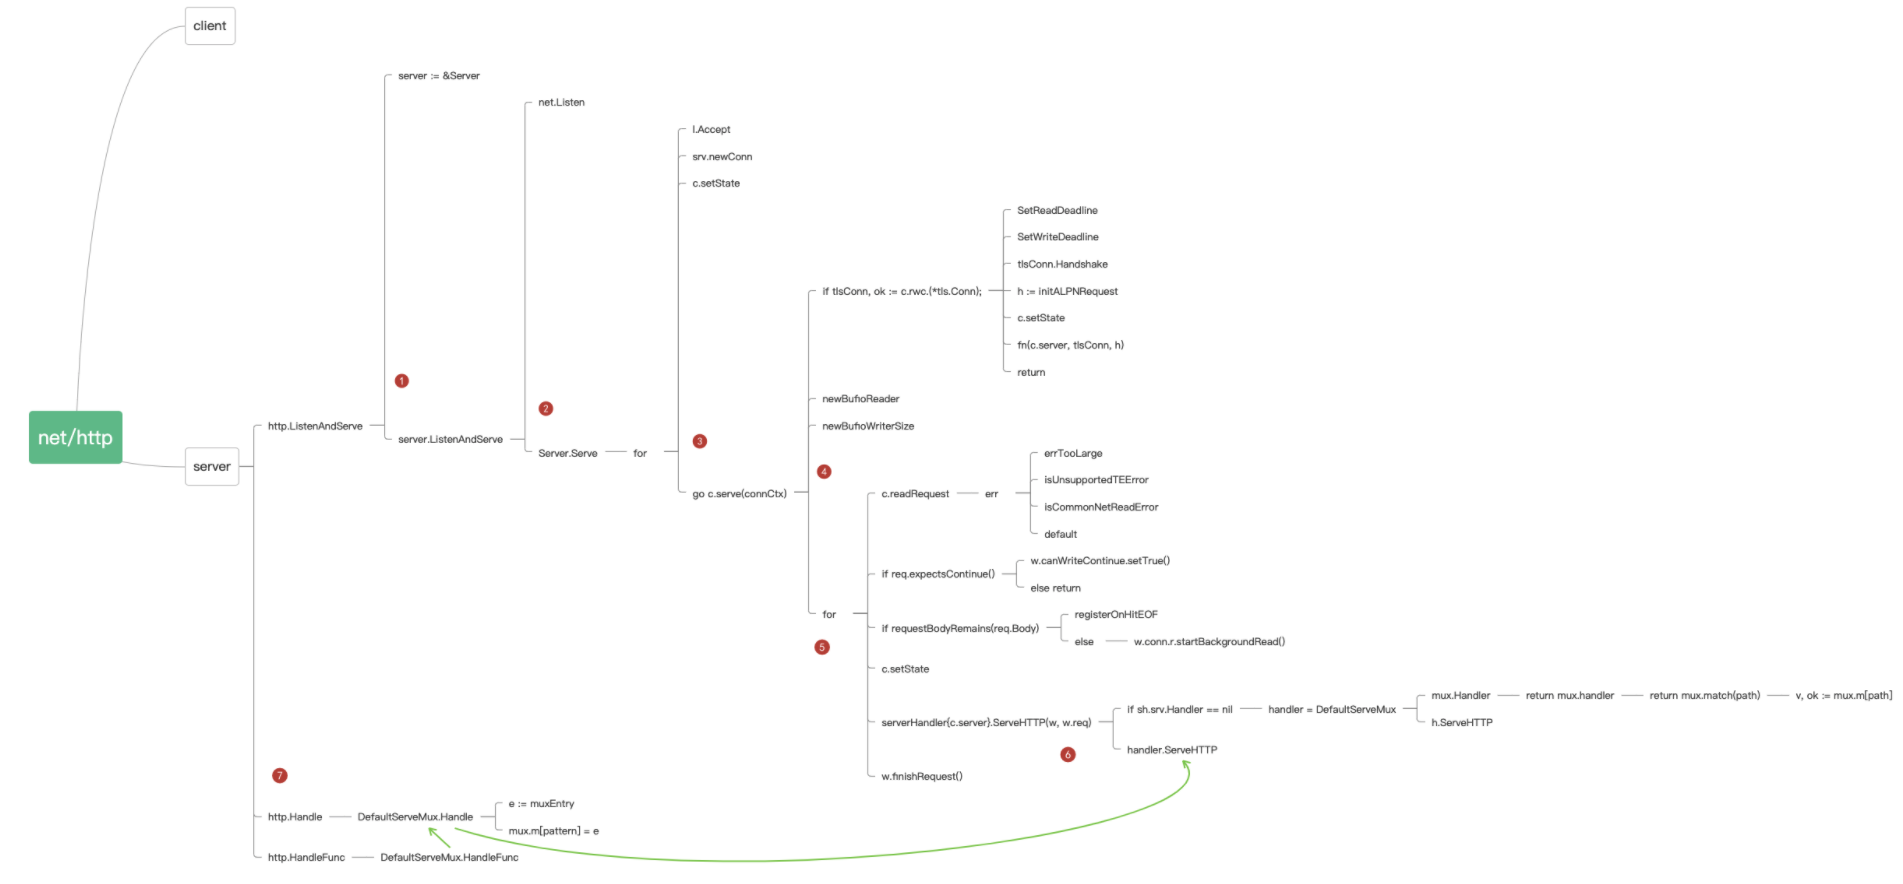 client
server := &Server
net.Listen
l.Accept
srv.newConn
c.setState
SetReadDeadline
SetWriteDeadline
tlsConn.Handshake
if tlsConn, ok := c.rwc.(*tls.Conn);
h := initALPNRequest
c.setState
fn(c.server, tlsConn, h)
return
1
newBufioReader
2
http.ListenAndServe
newBufioWriterSize
net/http
server.ListenAndServe
3
Server.Serve
for
errTooLarge
server
4
isUnsupportedTEError
go c.serve(connCtx)
c.readRequest
err
isCommonNetReadError
default
w.canWriteContinue.setTrue()
if req.expectsContinue()
else return
for
registerOnHitEOF
if requestBodyRemains(req.Body)
5
else
w.conn.r.startBackgroundRead()
c.setState
mux.Handler
return mux.handler
return mux.match(path)
v, ok := mux.m[path]
if sh.srv.Handler == nil
handler = DefaultServeMux
serverHandler{c.server}.ServeHTTP(w, w.req)
h.ServeHTTP
6
handler.ServeHTTP
7
w.finishRequest()
e := muxEntry
http.Handle
DefaultServeMux.Handle
mux.m[pattern] = e
http.HandleFunc
DefaultServeMux.HandleFunc